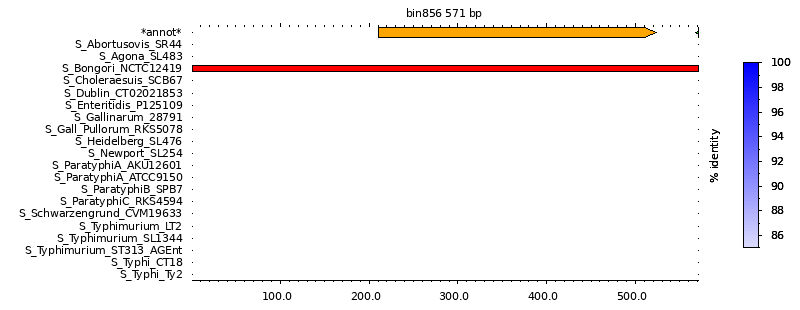 bin856 571 bp
*annot*
S_Abortusovis_SR44
S_Agona_SL483
S_Bongori_NCTC12419
S_Choleraesuis_SCB67
S_Dublin_CT02021853
S_Enteritidis_P125109
S_Gallinarum_28791
S_Gall_Pullorum_RKS5078
S_Heidelberg_SL476
S_Newport_SL254
S_ParatyphiA_AKU12601
S_ParatyphiA_ATCC9150
S_ParatyphiB_SPB7
S_ParatyphiC_RKS4594
S_Schwarzengrund_CVM19633
S_Typhimurium_LT2
S_Typhimurium_SL1344
S_Typhimurium_ST313_AGEnt
S_Typhi_CT18
S_Typhi_Ty2
100.0 200.0 300.0 400.0 500.0
% identity
100
98
96
94
92
90
88
86